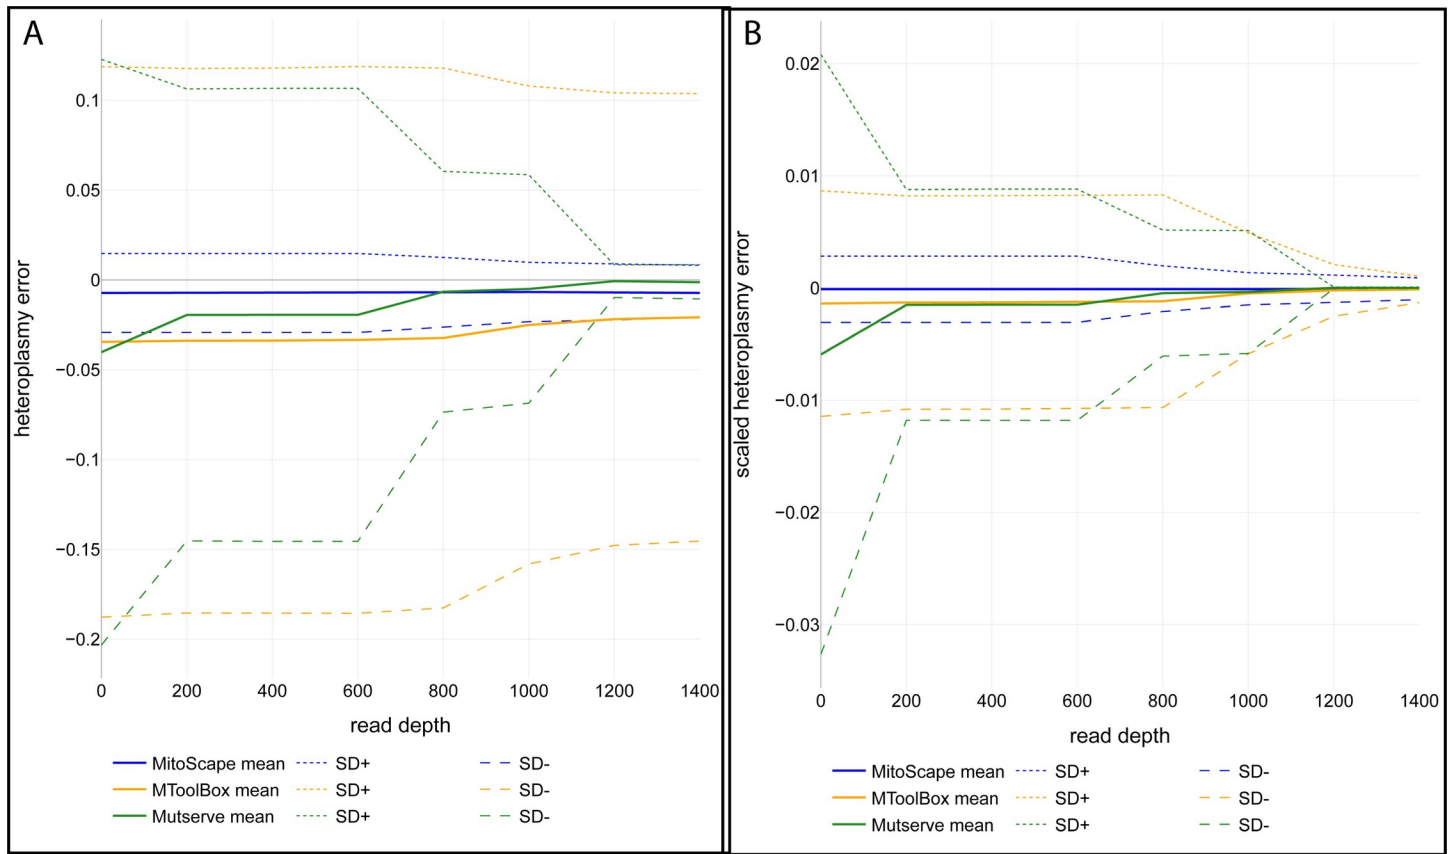 A
heteroplasmy error
0.1
0.05
0
−0.05
−0.1
−0.15
−0.2
0 200 400 600 800 1000 1200 1400
read depth
MitoScape mean SD+ SD-
MToolBox mean SD+ SD-
Mutserve mean SD+ SD-
B
scaled heteroplasmy error
0.02
0.01
0
−0.01
−0.02
−0.03
0 200 400 600 800 1000 1200 1400
read depth
MitoScape mean SD+ SD-
MToolBox mean SD+ SD-
Mutserve mean SD+ SD-